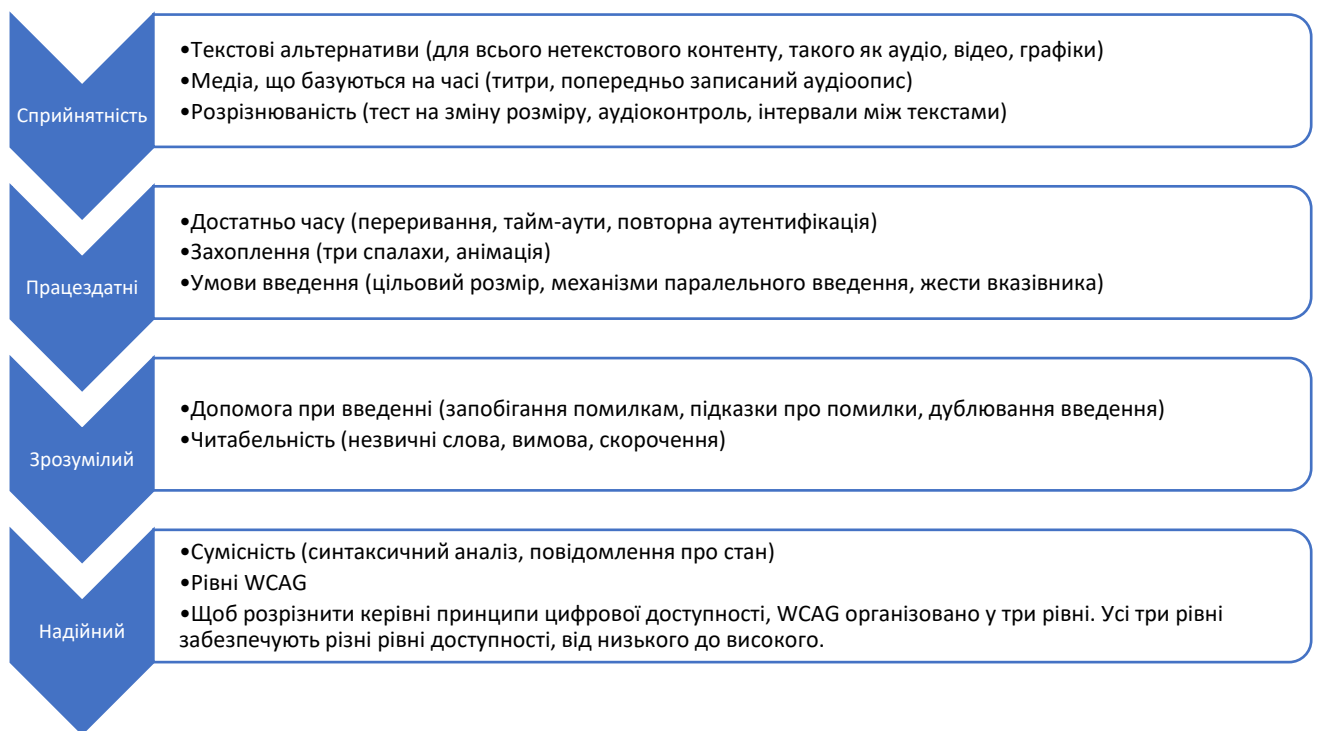 Сприйнятність
•Текстові альтернативи (для всього нетекстового контенту, такого як аудіо, відео, графіки)
•Медіа, що базуються на часі (титри, попередньо записаний аудіоопис)
•Розрізнюваність (тест на зміну розміру, аудіоконтроль, інтервали між текстами)
Працездатні
•Достатньо часу (переривання, тайм-аути, повторна аутентифікація)
•Захоплення (три спалахи, анімація)
•Умови введення (цільовий розмір, механізми паралельного введення, жести вказівника)
Зрозумілий
•Допомога при введенні (запобігання помилкам, підказки про помилки, дублювання введення)
•Читабельність (незвичні слова, вимова, скорочення)
Надійний
•Сумісність (синтаксичний аналіз, повідомлення про стан)
•Рівні WCAG
•Щоб розрізнити керівні принципи цифрової доступності, WCAG організовано у три рівні. Усі три рівні
забезпечують різні рівні доступності, від низького до високого.